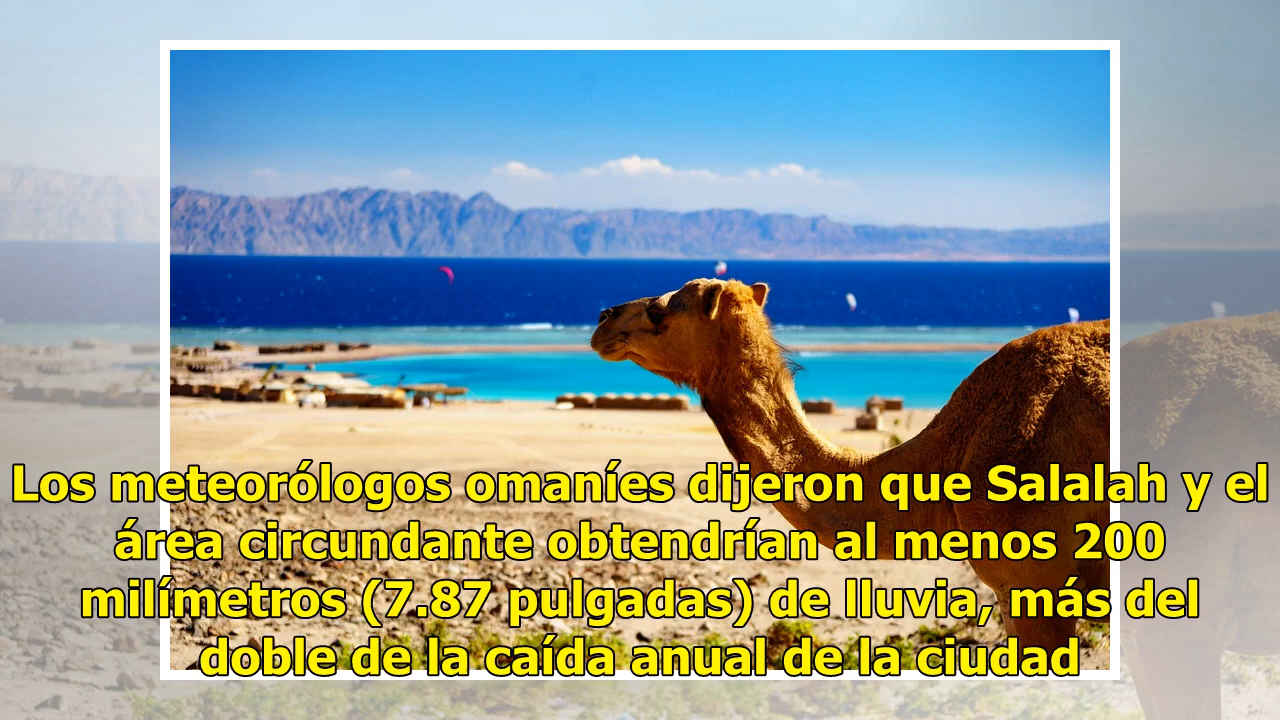 Los meteorólogos omaníes dijeron que Salalah y el
área circundante obtendrían al menos 200
milímetros (7.87 pulgadas) de lluvia, más del
doble de la caída anual de la ciudad